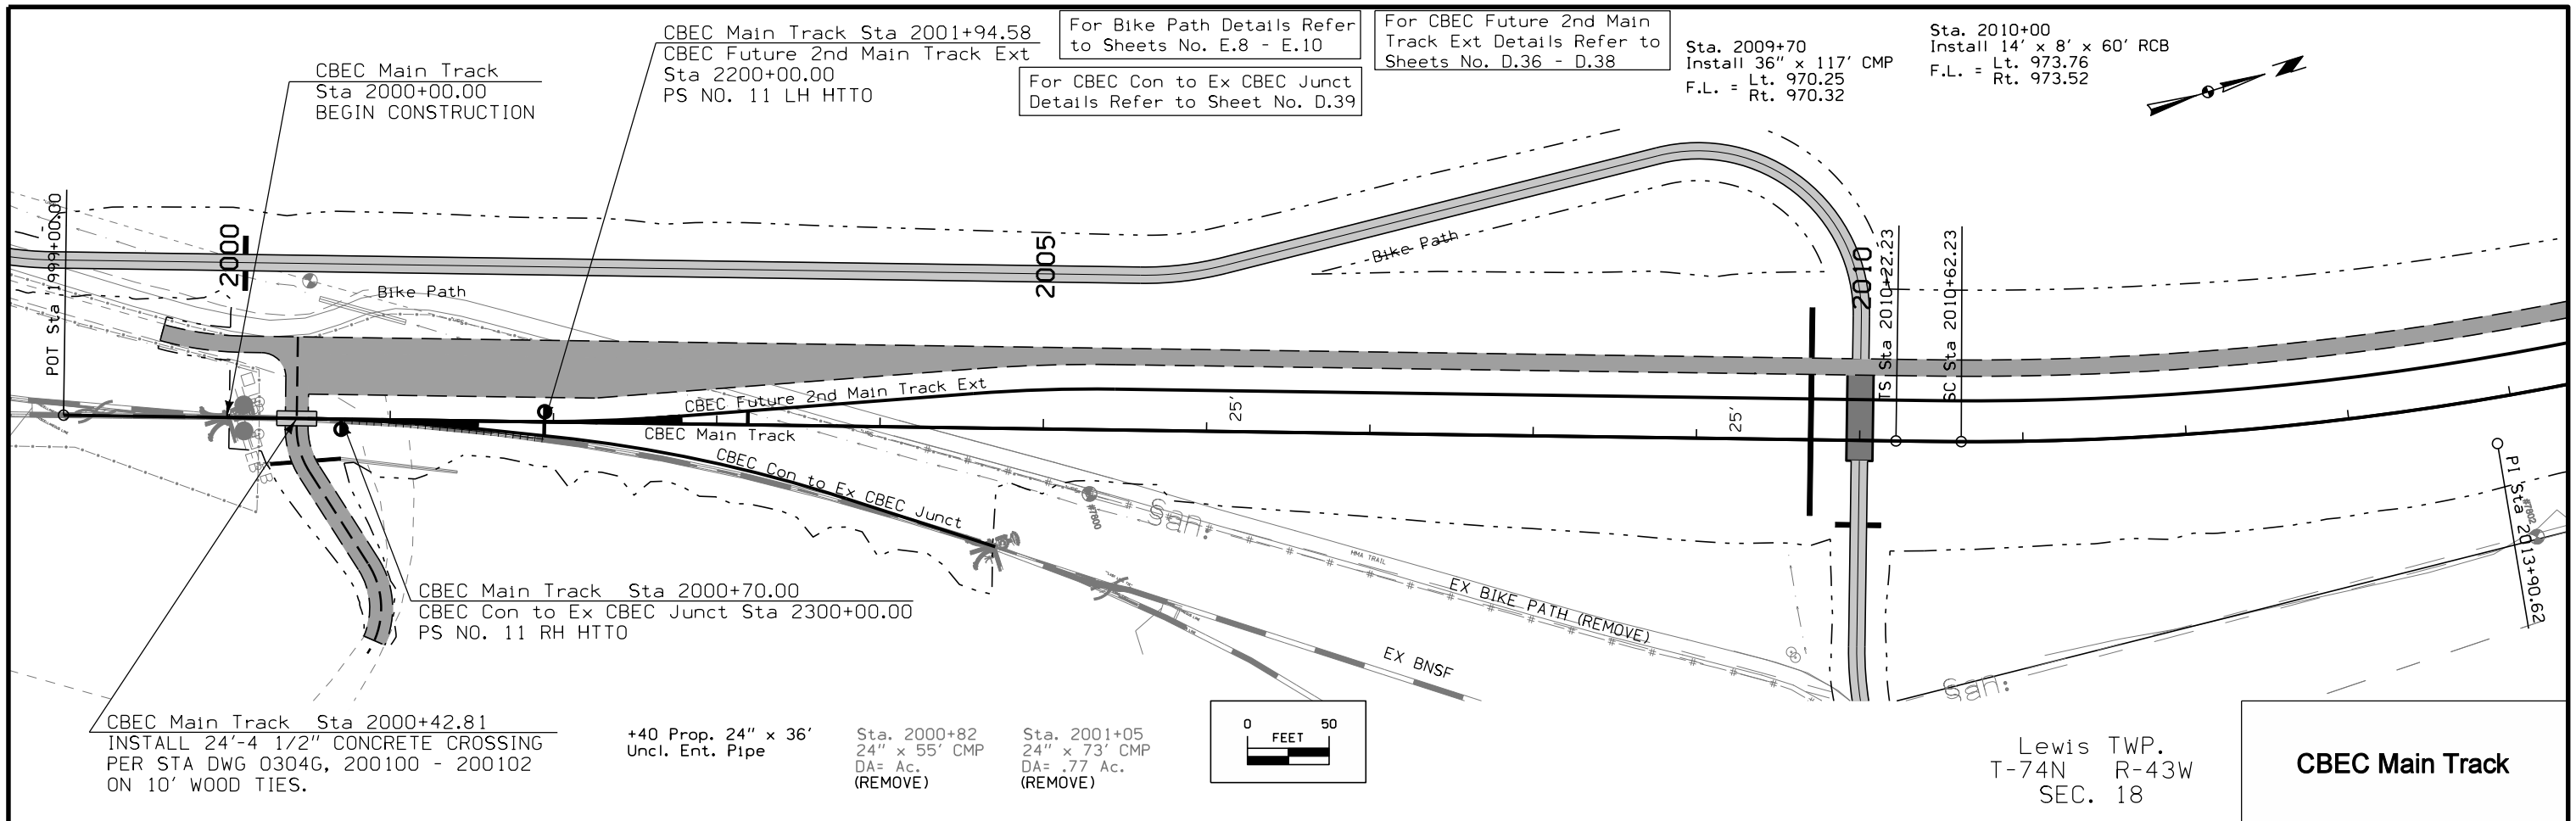 CBEC Main Track
Sta 2000+00.00
BEGIN CONSTRUCTION
CBEC Main Track Sta 2001+94.58
CBEC Future 2nd Main Track Ext
Sta 2200+00.00
PS NO. 11 LH HTTO
For Bike Path Details Refer
to Sheets No. E.8 - E.10
For CBEC Con to Ex CBEC Junct
Details Refer to Sheet No. D.39
For CBEC Future 2nd Main
Track Ext Details Refer to
Sheets No. D.36 - D.38
Sta. 2009+70
Install 36" x 117' CMP
F.L. = Lt. 970.25
Rt. 970.32
Sta. 2010+00
Install 14' x 8' x 60' RCB
F.L. = Lt. 973.76
Rt. 973.52
POT Sta 1999+00.00
2000
2005
2010
Bike Path
Bike Path
TS Sta 2010+22.23
SC Sta 2010+62.23
PI Sta 2013+90.62
CBEC Future 2nd Main Track Ext
CBEC Main Track
25'
25'
CBEC Con to Ex CBEC Junct
#7800
#7802
San:
San:
HMA TRAIL
EX BIKE PATH (REMOVE)
EX BNSF
CBEC Main Track Sta 2000+70.00
CBEC Con to Ex CBEC Junct Sta 2300+00.00
PS NO. 11 RH HTTO
CBEC Main Track Sta 2000+42.81
INSTALL 24'-4 1/2" CONCRETE CROSSING
PER STA DWG 0304G, 200100 - 200102
ON 10' WOOD TIES.
+40 Prop. 24" x 36'
Uncl. Ent. Pipe
Sta. 2000+82
24" x 55' CMP
DA= Ac.
(REMOVE)
Sta. 2001+05
24" x 73' CMP
DA= .77 Ac.
(REMOVE)
0 50
FEET
Lewis TWP.
T-74N R-43W
SEC. 18
CBEC Main Track